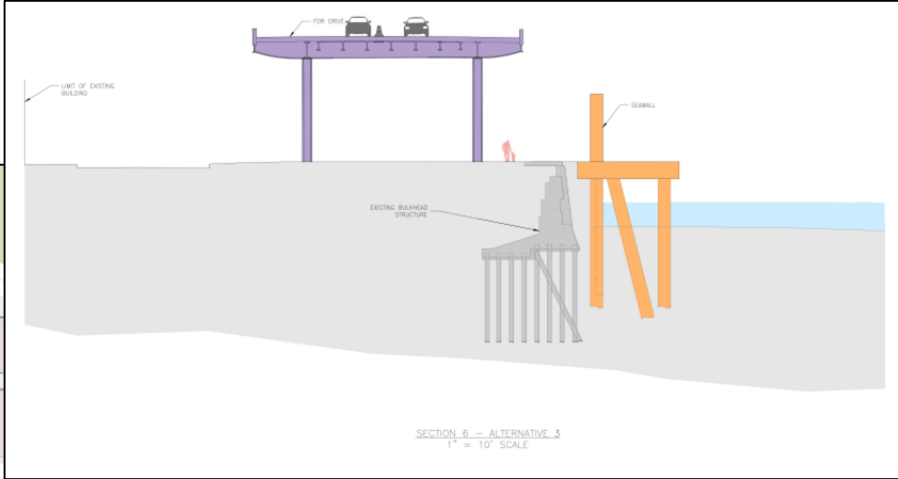 FDR DRIVE
LIMIT OF EXISTING
BUILDING
SEAWALL
EXISTING BULKHEAD
STRUCTURE
SECTION 6 - ALTERNATIVE 3
1" = 10' SCALE